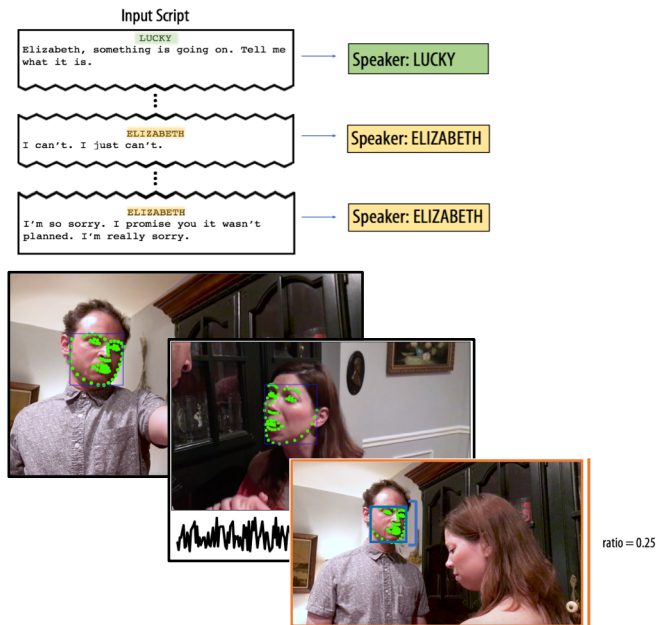 Input Script
LUCKY
Elizabeth, something is going on. Tell me
what it is.
Speaker: LUCKY
ELIZABETH
I can't. I just can't.
Speaker: ELIZABETH
ELIZABETH
I'm so sorry. I promise you it wasn't
planned. I'm really sorry.
Speaker: ELIZABETH
ratio = 0.25